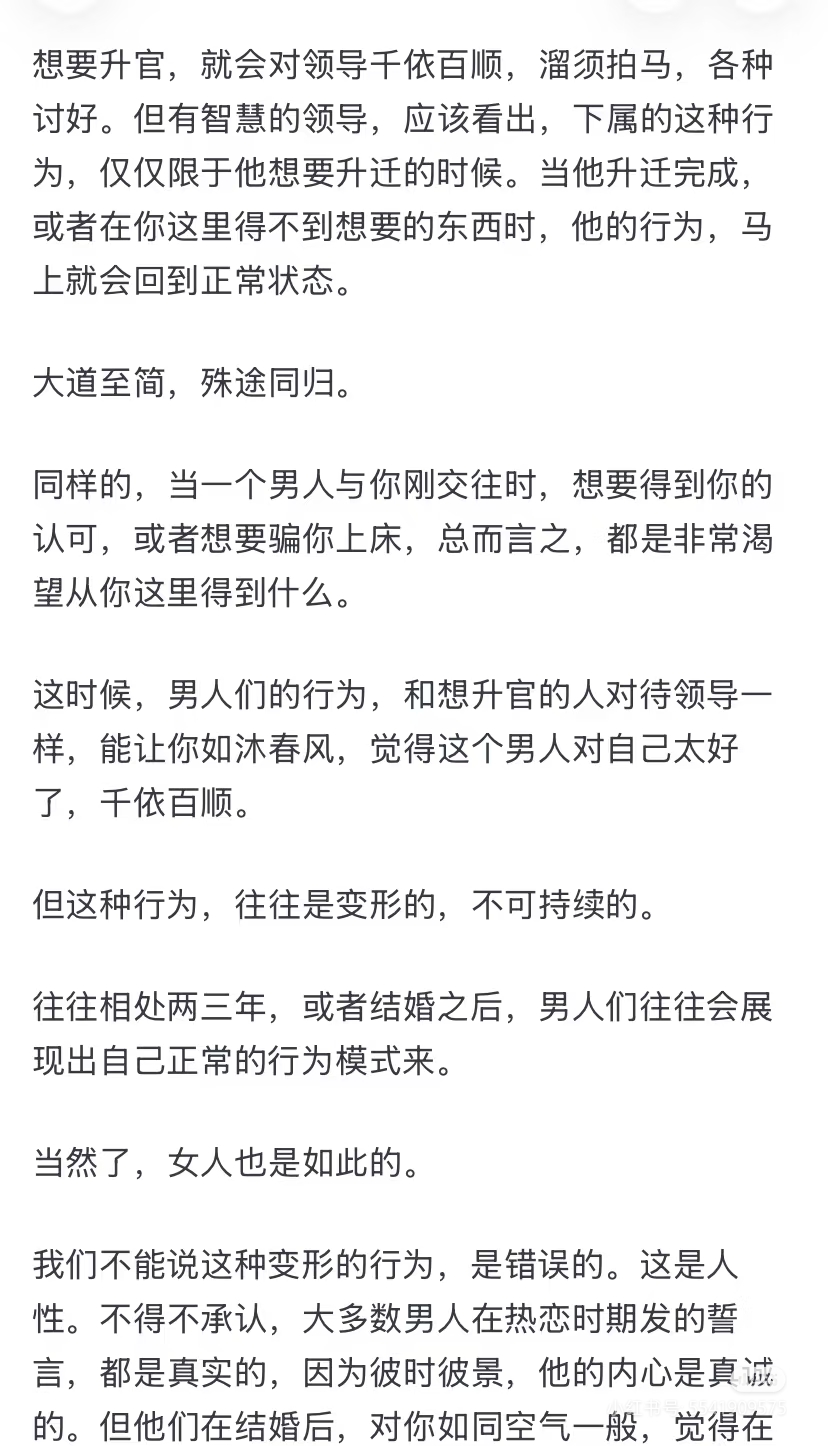 想要升官，就会对领导千依百顺，溜须拍马，各种
讨好。但有智慧的领导，应该看出，下属的这种行
为，仅仅限于他想要升迁的时候。当他升迁完成，
或者在你这里得不到想要的东西时，他的行为，马
上就会回到正常状态。
大道至简，殊途同归。
同样的，当一个男人与你刚交往时，想要得到你的
认可，或者想要骗你上床，总而言之，都是非常渴
望从你这里得到什么。
这时候，男人们的行为，和想升官的人对待领导一
样，能让你如沐春风，觉得这个男人对自己太好
了，千依百顺。
但这种行为，往往是变形的，不可持续的。
往往相处两三年，或者结婚之后，男人们往往会展
现出自己正常的行为模式来。
当然了，女人也是如此的。
我们不能说这种变形的行为，是错误的。这是人
性。不得不承认，大多数男人在热恋时期发的誓
言，都是真实的，因为彼时彼景，他的内心是真诚
的。但他们在结婚后，对你如同空气一般，觉得在